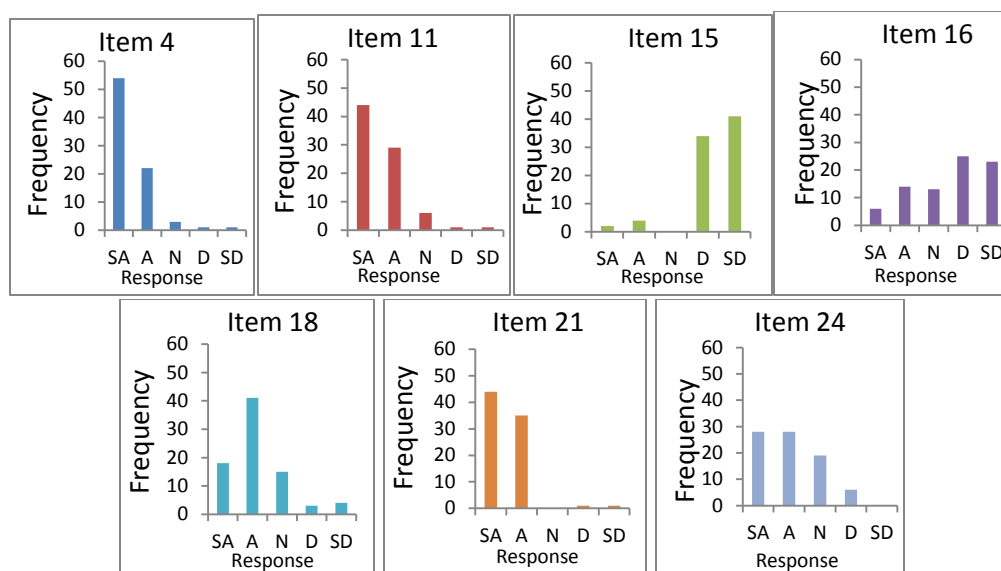 Item 4
60
50
40
30
20
10
0
Frequency
SA A N D SD
Response
Item 11
60
50
40
30
20
10
0
Frequency
SA A N D SD
Response
Item 15
60
50
40
30
20
10
0
Frequency
SA A N D SD
Response
Item 16
60
50
40
30
20
10
0
Frequency
SA A N D SD
Response
Item 18
60
50
40
30
20
10
0
Frequency
SA A N D SD
Response
Item 21
60
50
40
30
20
10
0
Frequency
SA A N D SD
Response
Item 24
60
50
40
30
20
10
0
Frequency
SA A N D SD
Response